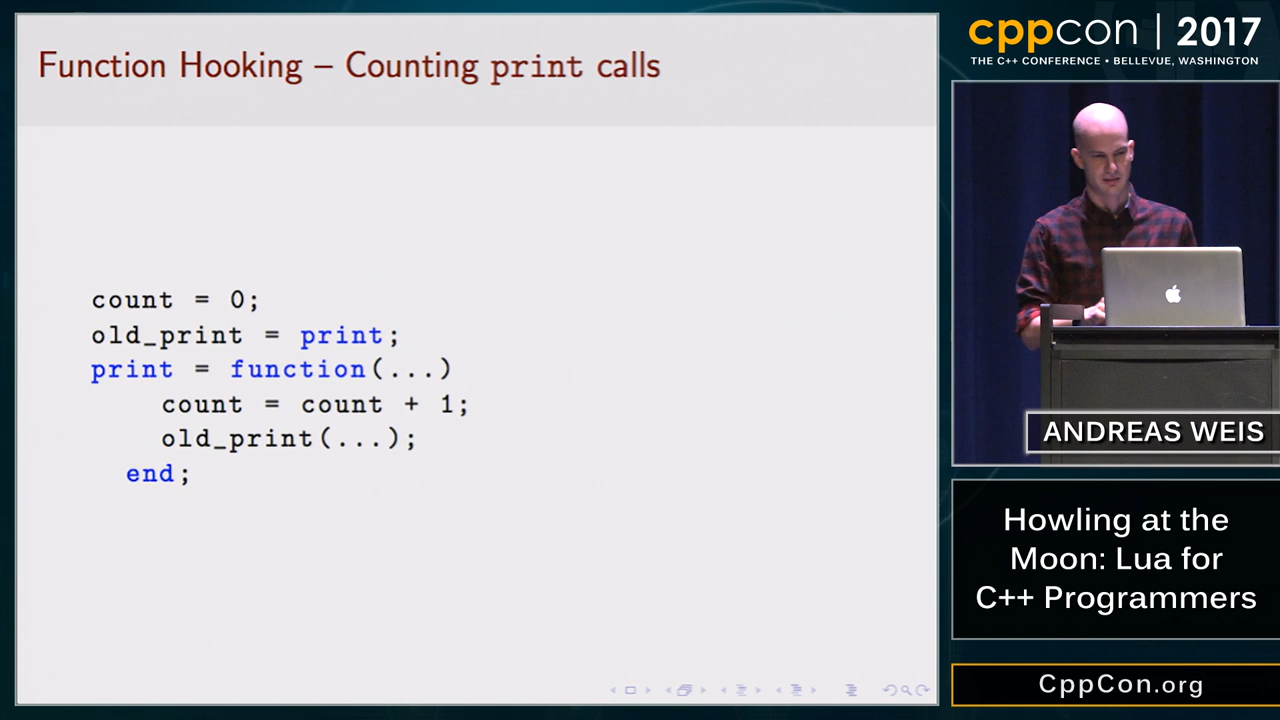 Function Hooking – Counting print calls
count = 0;
old_print = print;
print = function(...)
count = count + 1;
old_print(...);
end;
cppcon | 2017
THE C++ CONFERENCE • BELLEVUE, WASHINGTON
ANDREAS WEIS
Howling at the
Moon: Lua for
C++ Programmers
CppCon.org